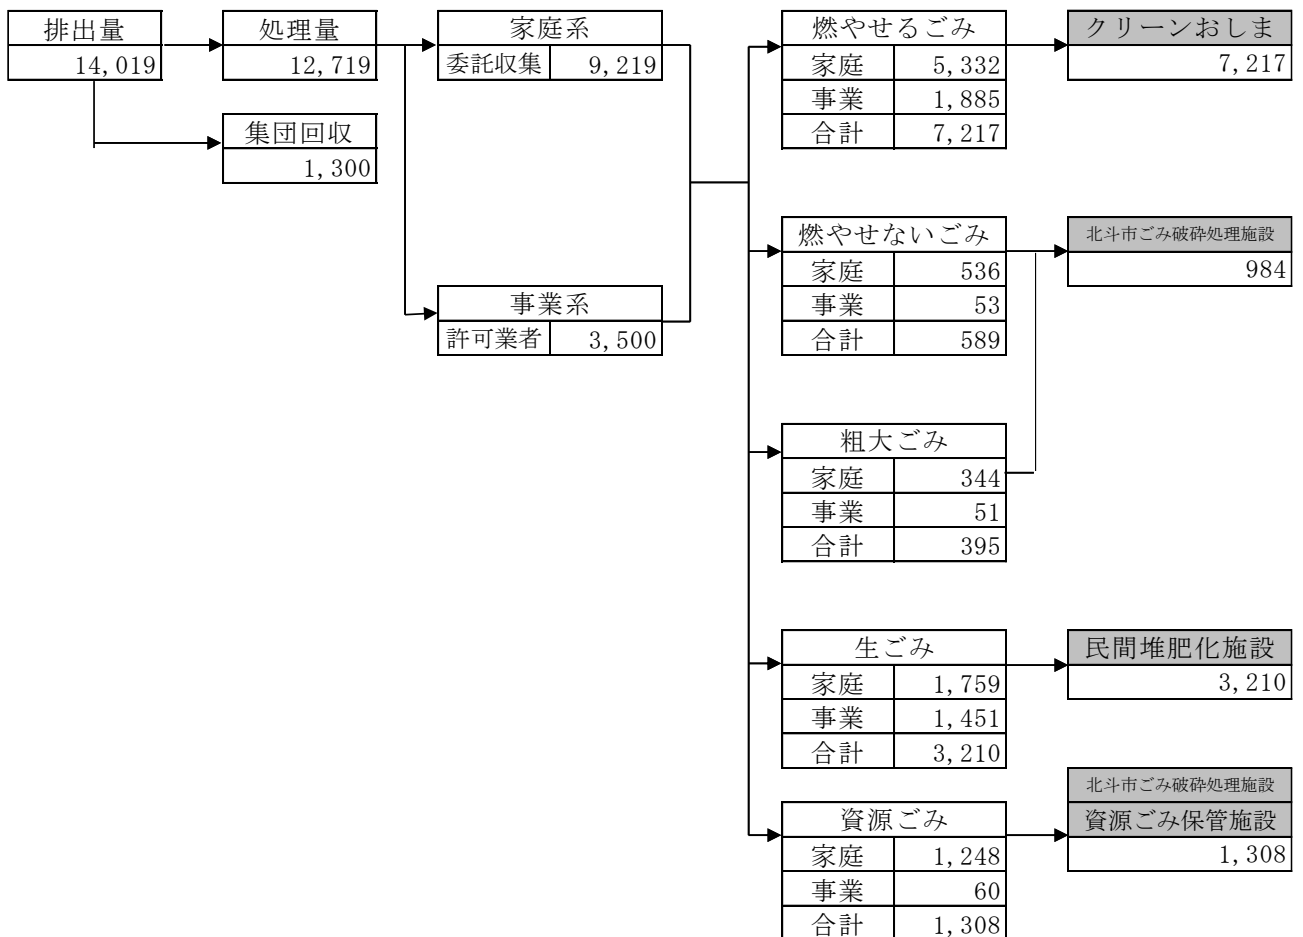 排出量
14,019
処理量
12,719
集団回収
1,300
家庭系
委託収集 9,219
事業系
許可業者 3,500
燃やせるごみ
家庭 5,332
事業 1,885
合計 7,217
クリーンおしま
7,217
燃やせないごみ
家庭 536
事業 53
合計 589
北斗市ごみ破砕処理施設
984
粗大ごみ
家庭 344
事業 51
合計 395
生ごみ
家庭 1,759
事業 1,451
合計 3,210
民間堆肥化施設
3,210
資源ごみ
家庭 1,248
事業 60
合計 1,308
北斗市ごみ破砕処理施設
資源ごみ保管施設
1,308